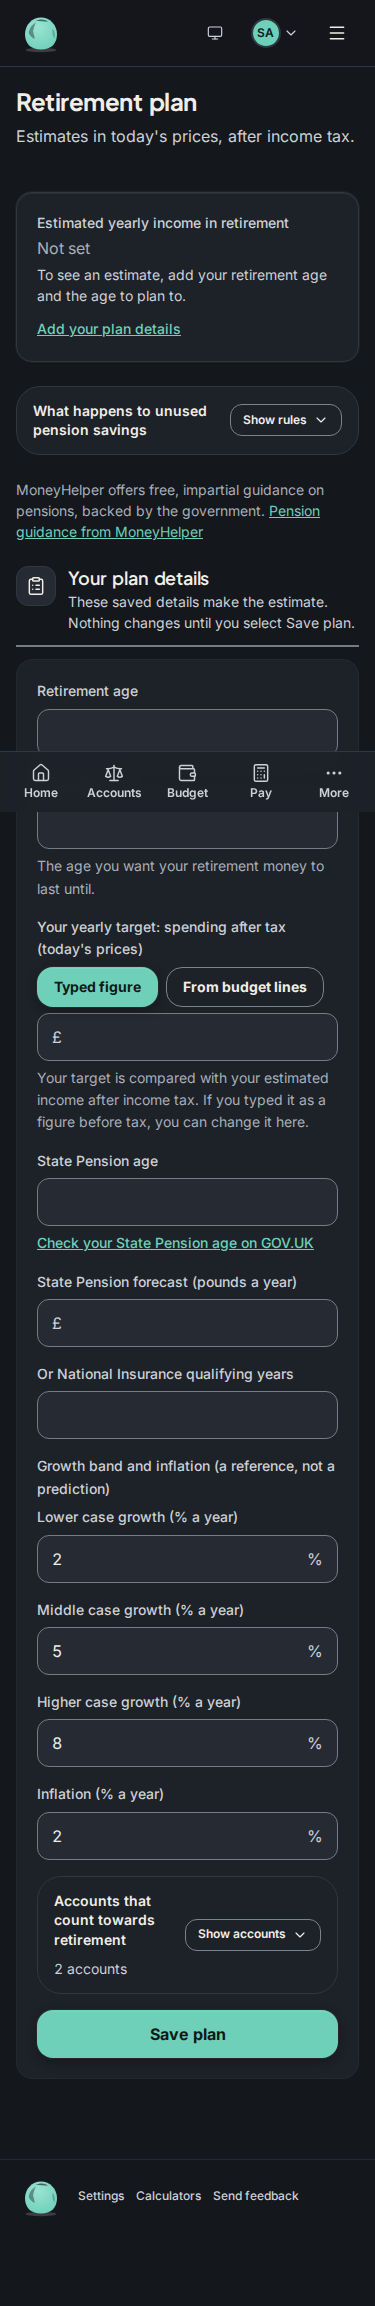 SA
Retirement plan
Estimates in today's prices, after income tax.
Estimated yearly income in retirement
Not set
To see an estimate, add your retirement age
and the age to plan to.
Add your plan details
What happens to unused
pension savings
Show rules
MoneyHelper offers free, impartial guidance on
pensions, backed by the government. Pension
guidance from MoneyHelper
Your plan details
These saved details make the estimate.
Nothing changes until you select Save plan.
Retirement age
Home
Accounts
Budget
Pay
More
The age you want your retirement money to
last until.
Your yearly target: spending after tax
(today's prices)
Typed figure
From budget lines
£
Your target is compared with your estimated
income after income tax. If you typed it as a
figure before tax, you can change it here.
State Pension age
Check your State Pension age on GOV.UK
State Pension forecast (pounds a year)
£
Or National Insurance qualifying years
Growth band and inflation (a reference, not a
prediction)
Lower case growth (% a year)
2 %
Middle case growth (% a year)
5 %
Higher case growth (% a year)
8 %
Inflation (% a year)
2 %
Accounts that
count towards
retirement
2 accounts
Show accounts
Save plan
Settings Calculators Send feedback